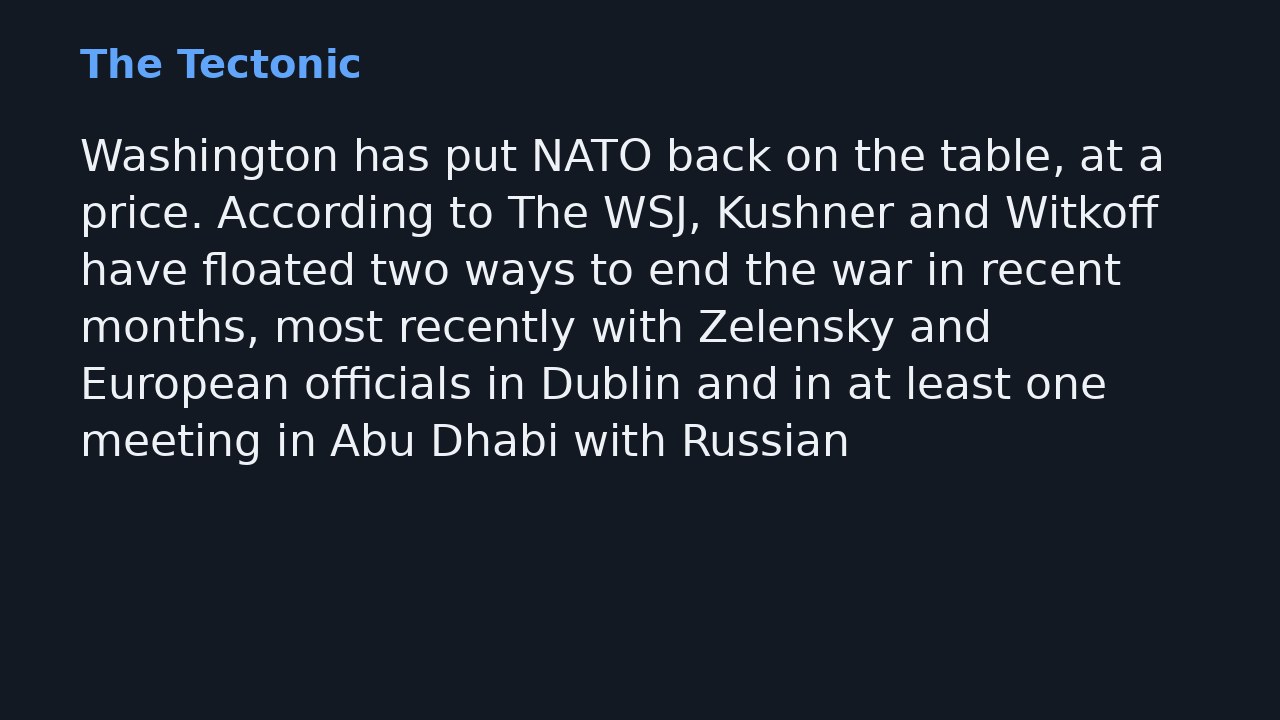 The Tectonic
Washington has put NATO back on the table, at a
price. According to The WSJ, Kushner and Witkoff
have floated two ways to end the war in recent
months, most recently with Zelensky and
European officials in Dublin and in at least one
meeting in Abu Dhabi with Russian